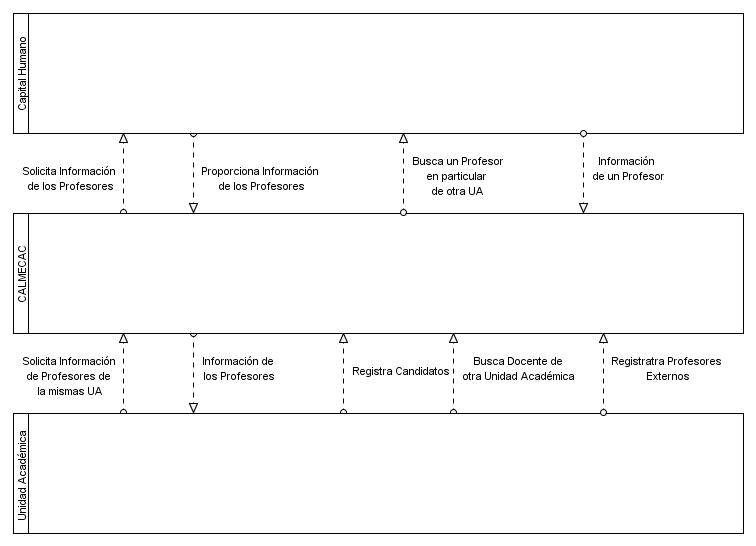 Capital Humano
Solicita Información
de los Profesores
Proporciona Información
de los Profesores
Busca un Profesor
en particular
de otra UA
Información
de un Profesor
CALMECAC
Solicita Información
de Profesores de
la mismas UA
Información de
los Profesores
Registra Candidatos
Busca Docente de
otra Unidad Académica
Registratra Profesores
Externos
Unidad Académica